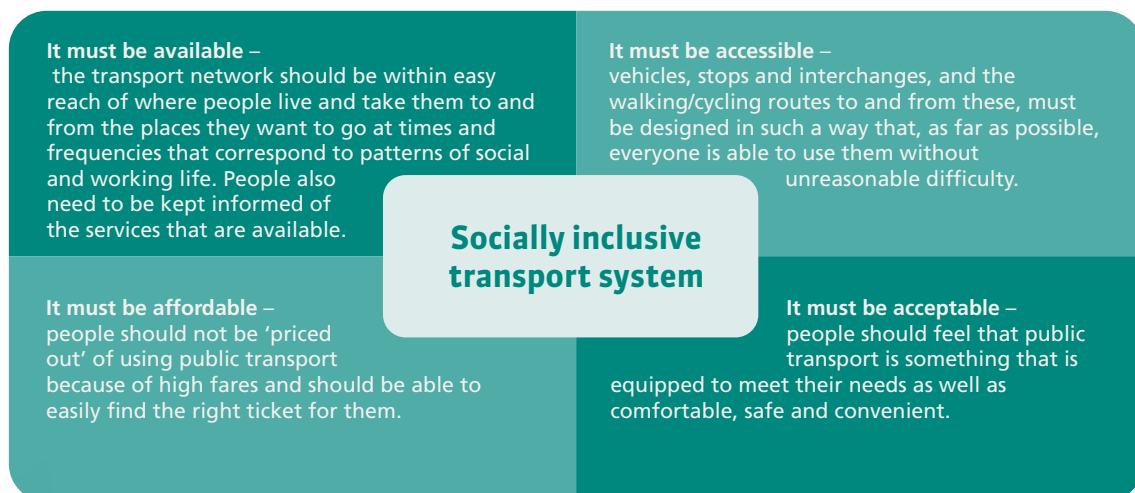 It must be available –
the transport network should be within easy
reach of where people live and take them to and
from the places they want to go at times and
frequencies that correspond to patterns of social
and working life. People also
need to be kept informed of
the services that are available.
It must be accessible –
vehicles, stops and interchanges, and the
walking/cycling routes to and from these, must
be designed in such a way that, as far as possible,
everyone is able to use them without
unreasonable difficulty.
Socially inclusive
transport system
It must be affordable –
people should not be ‘priced
out’ of using public transport
because of high fares and should be able to
easily find the right ticket for them.
It must be acceptable –
people should feel that public
transport is something that is
equipped to meet their needs as well as
comfortable, safe and convenient.